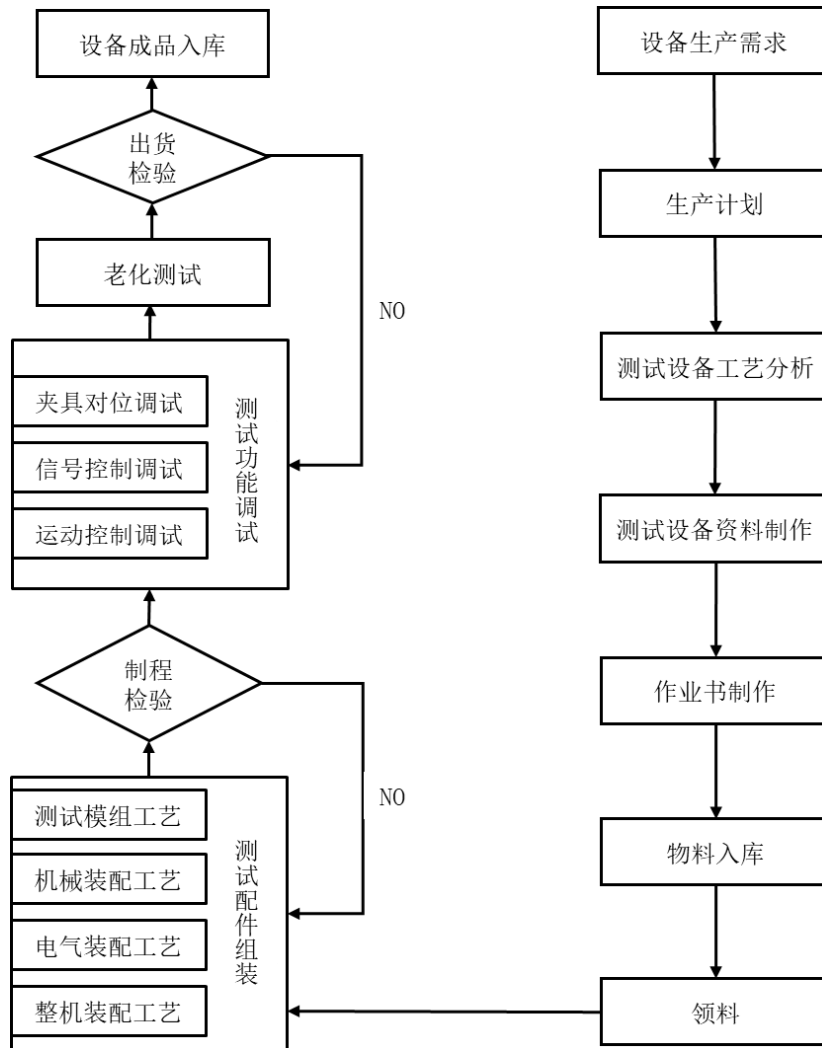 设备成品入库
设备生产需求
出货
检验
生产计划
老化测试
NO
测试设备工艺分析
夹具对位调试
信号控制调试
运动控制调试
测试功能调试
测试设备资料制作
制程
检验
作业书制作
NO
测试模组工艺
机械装配工艺
电气装配工艺
整机装配工艺
测试配件组装
物料入库
领料